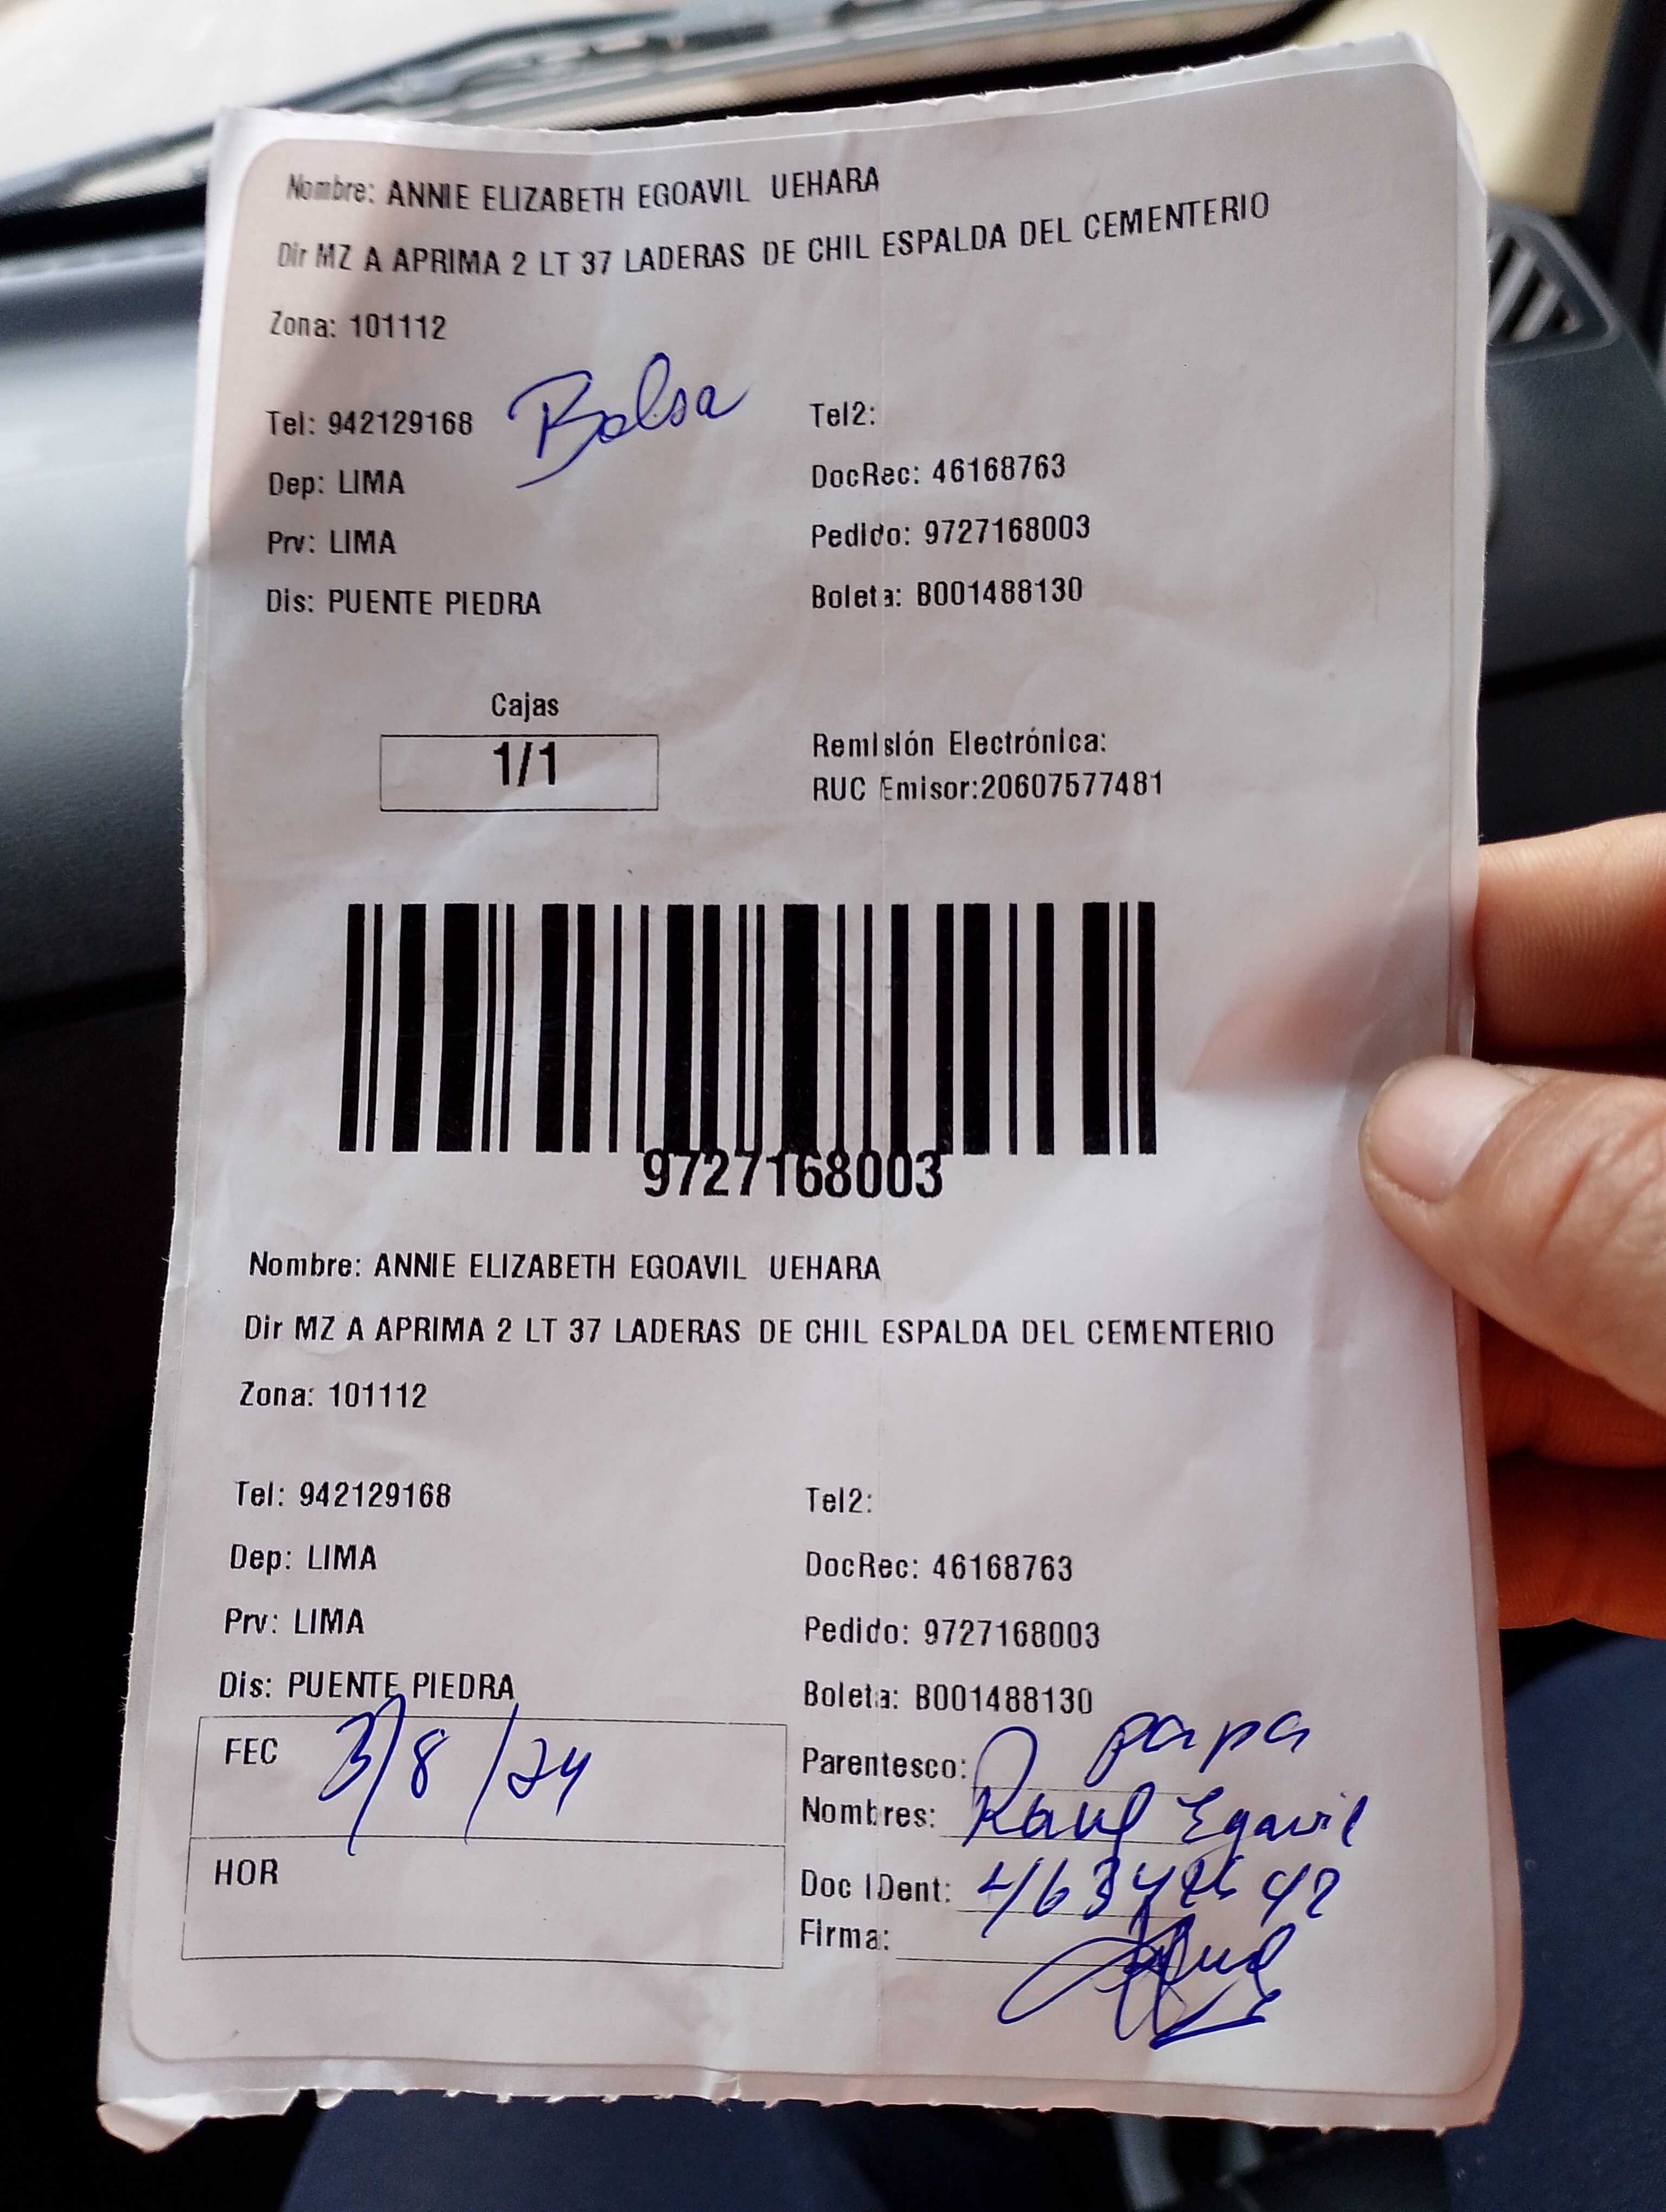 Nombre: ANNIE ELIZABETH EGOAVIL UEHARA
Dir MZ A APRIMA 2 LT 37 LADERAS DE CHIL ESPALDA DEL CEMENTERIO
Zona: 101112
Bolsa
Tel: 942129168 Tel2:
Dep: LIMA DocRec: 46168763
Prv: LIMA Pedido: 9727168003
Dis: PUENTE PIEDRA Boleta: B001488130
Cajas
1/1
Remisión Electrónica:
RUC Emisor:20607577481
9727168003
Nombre: ANNIE ELIZABETH EGOAVIL UEHARA
Dir MZ A APRIMA 2 LT 37 LADERAS DE CHIL ESPALDA DEL CEMENTERIO
Zona: 101112
Tel: 942129168 Tel2:
Dep: LIMA DocRec: 46168763
Prv: LIMA Pedido: 9727168003
Dis: PUENTE PIEDRA Boleta: B001488130
FEC 3/8/24
HOR
Parentesco: papa
Nombres: Raul Egavil
Doc IDent:
Firma: